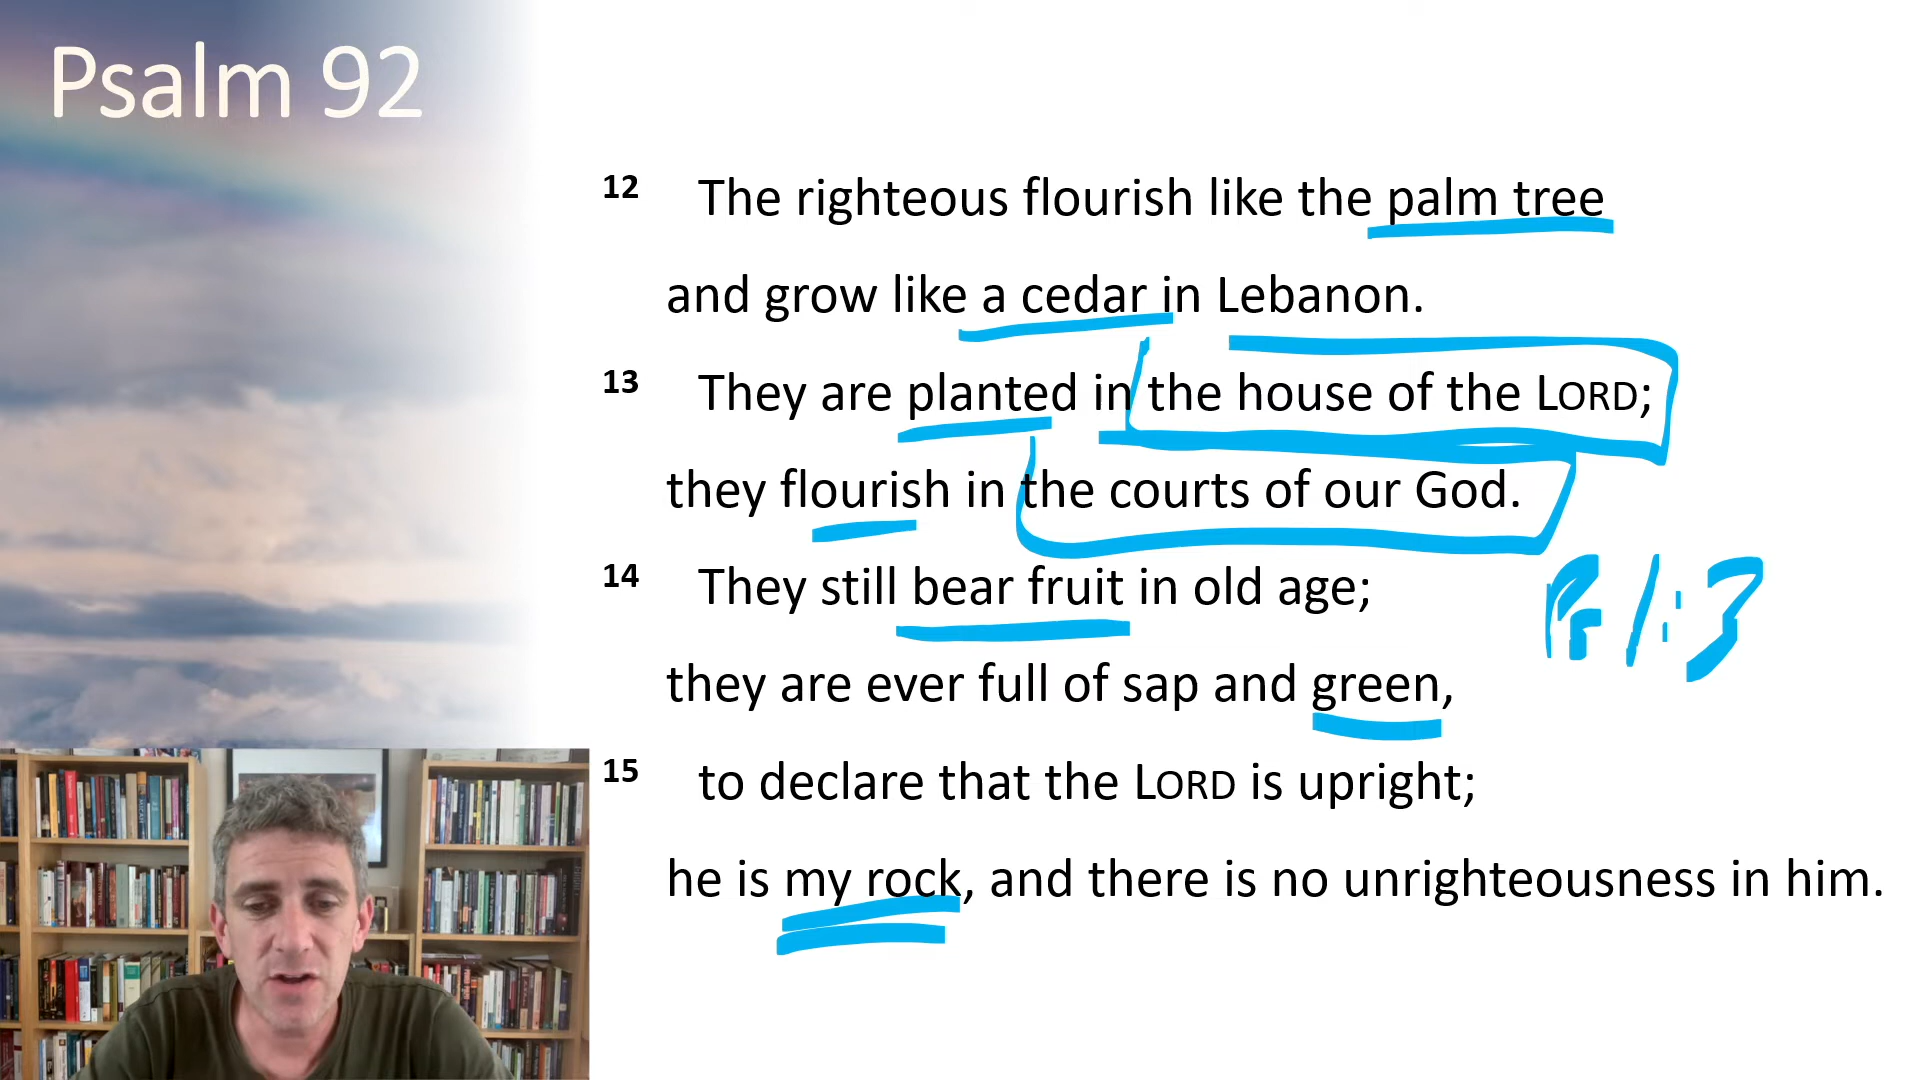 Psalm 92
12 The righteous flourish like the palm tree
and grow like a cedar in Lebanon.
13 They are planted in the house of the LORD;
they flourish in the courts of our God.
14 They still bear fruit in old age;
they are ever full of sap and green,
15 to declare that the LORD is upright;
he is my rock, and there is no unrighteousness in him.
1:3